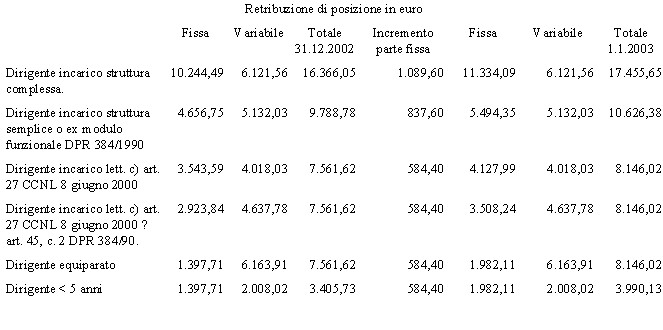 Retribuzione di posizione in euro
Fissa Variabile Totale 31.12.2002 Incremento parte fissa Fissa Variabile Totale 1.1.2003
Dirigente incarico struttura complessa. 10.244,49 6.121,56 16.366,05 1.089,60 11.334,09 6.121,56 17.455,65
Dirigente incarico struttura semplice o ex modulo funzionale DPR 384/1990 4.656,75 5.132,03 9.788,78 837,60 5.494,35 5.132,03 10.626,38
Dirigente incarico lett. c) art. 27 CCNL 8 giugno 2000 3.543,59 4.018,03 7.561,62 584,40 4.127,99 4.018,03 8.146,02
Dirigente incarico lett. c) art. 27 CCNL 8 giugno 2000 ? art. 45, c. 2 DPR 384/90. 2.923,84 4.637,78 7.561,62 584,40 3.508,24 4.637,78 8.146,02
Dirigente equiparato 1.397,71 6.163,91 7.561,62 584,40 1.982,11 6.163,91 8.146,02
Dirigente < 5 anni 1.397,71 2.008,02 3.405,73 584,40 1.982,11 2.008,02 3.990,13